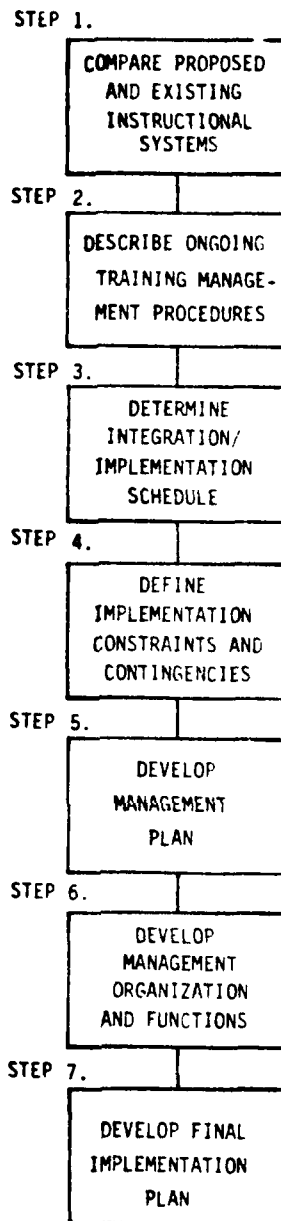 STEP 1.
COMPARE PROPOSED
AND EXISTING
INSTRUCTIONAL
SYSTEMS
STEP 2.
DESCRIBE ONGOING
TRAINING MANAGE-
MENT PROCEDURES
STEP 3.
DETERMINE
INTEGRATION/
IMPLEMENTATION
SCHEDULE
STEP 4.
DEFINE
IMPLEMENTATION
CONSTRAINTS AND
CONTINGENCIES
STEP 5.
DEVELOP
MANAGEMENT
PLAN
STEP 6.
DEVELOP
MANAGEMENT
ORGANIZATION
AND FUNCTIONS
STEP 7.
DEVELOP FINAL
IMPLEMENTATION
PLAN